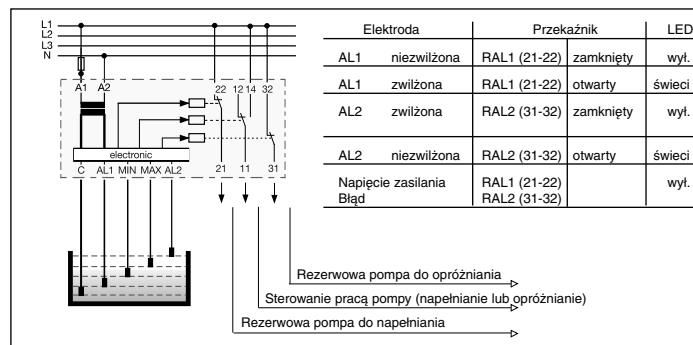 L1
L2
L3
N
A1 A2 22 12 14 32
electronic
C AL1 MIN MAX AL2 21 11 31
Elektroda Przekaźnik LED
AL1 niezwilżona RAL1 (21-22) zamknięty wył.
AL1 zwilżona RAL1 (21-22) otwarty świeci
AL2 zwilżona RAL2 (31-32) zamknięty wył.
AL2 niezwilżona RAL2 (31-32) otwarty świeci
Napięcie zasilania RAL1 (21-22) wył.
Błąd RAL2 (31-32)
Rezerwowa pompa do opróżniania
Sterowanie pracą pompy (napełnianie lub opróżnianie)
Rezerwowa pompa do napełniania